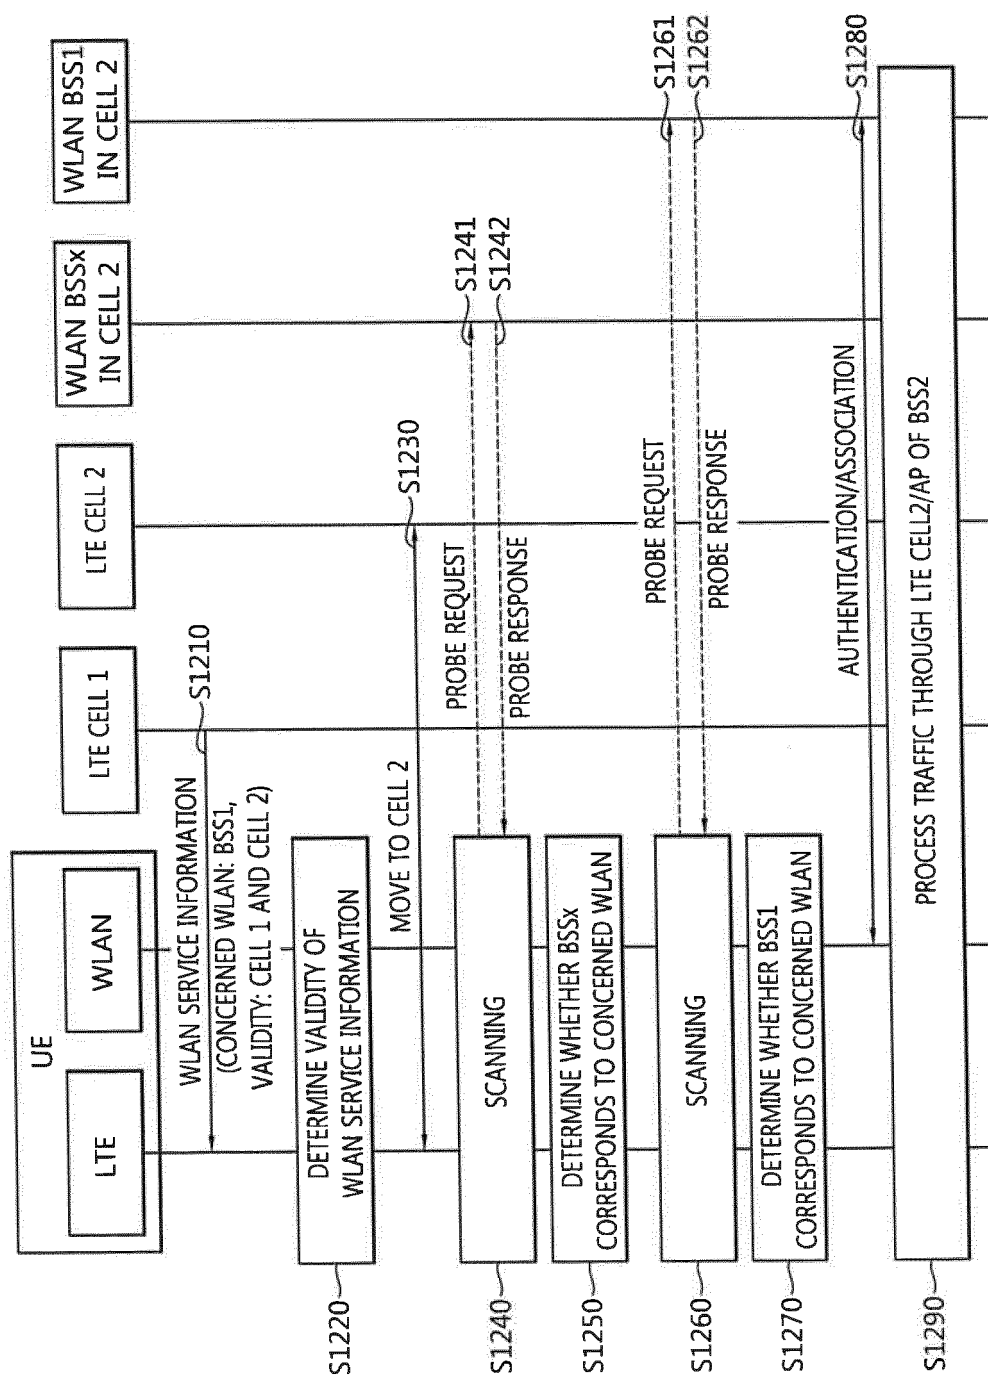 UE
LTE
WLAN
LTE CELL 1
LTE CELL 2
WLAN BSSx
IN CELL 2
WLAN BSS1
IN CELL 2
WLAN SERVICE INFORMATION
(CONCERNED WLAN: BSS1,
VALIDITY: CELL 1 AND CELL 2)
S1210
S1220
DETERMINE VALIDITY OF
WLAN SERVICE INFORMATION
MOVE TO CELL 2
S1230
S1240
SCANNING
PROBE REQUEST
S1241
PROBE RESPONSE
S1242
S1250
DETERMINE WHETHER BSSx
CORRESPONDS TO CONCERNED WLAN
S1260
SCANNING
PROBE REQUEST
S1261
PROBE RESPONSE
S1262
S1270
DETERMINE WHETHER BSS1
CORRESPONDS TO CONCERNED WLAN
AUTHENTICATION/ASSOCIATION
S1280
S1290
PROCESS TRAFFIC THROUGH LTE CELL2/AP OF BSS2